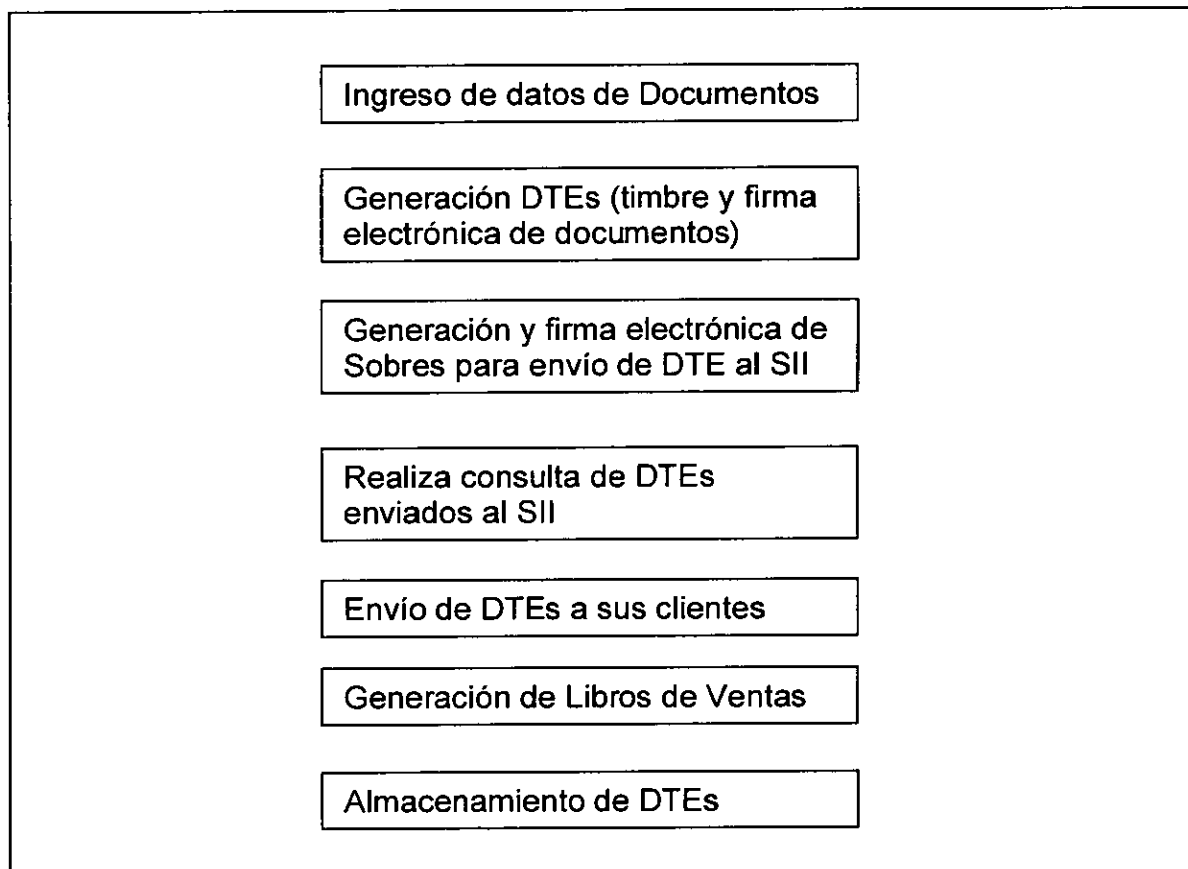 Ingreso de datos de Documentos
Generación DTEs (timbre y firma
electrónica de documentos)
Generación y firma electrónica de
Sobres para envío de DTE al SII
Realiza consulta de DTEs
enviados al SII
Envío de DTEs a sus clientes
Generación de Libros de Ventas
Almacenamiento de DTEs